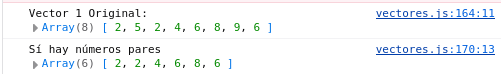 Vector 1 Original: vectores.js:164:11
▶ Array(8) [ 2, 5, 2, 4, 6, 8, 9, 6 ]
Sí hay números pares vectores.js:170:13
▶ Array(6) [ 2, 2, 4, 6, 8, 6 ]